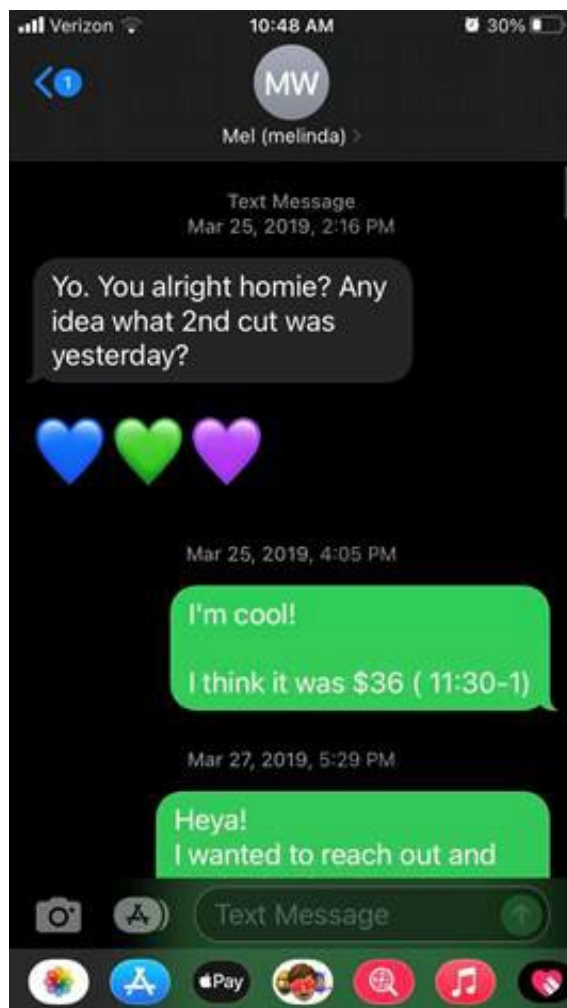 Verizon 10:48 AM 30%
1
MW
Mel (melinda) >
Text Message
Mar 25, 2019, 2:16 PM
Yo. You alright homie? Any
idea what 2nd cut was
yesterday?
💙💚💜
Mar 25, 2019, 4:05 PM
I'm cool!
I think it was $36 ( 11:30-1)
Mar 27, 2019, 5:29 PM
Heya!
I wanted to reach out and
Text Message
Pay